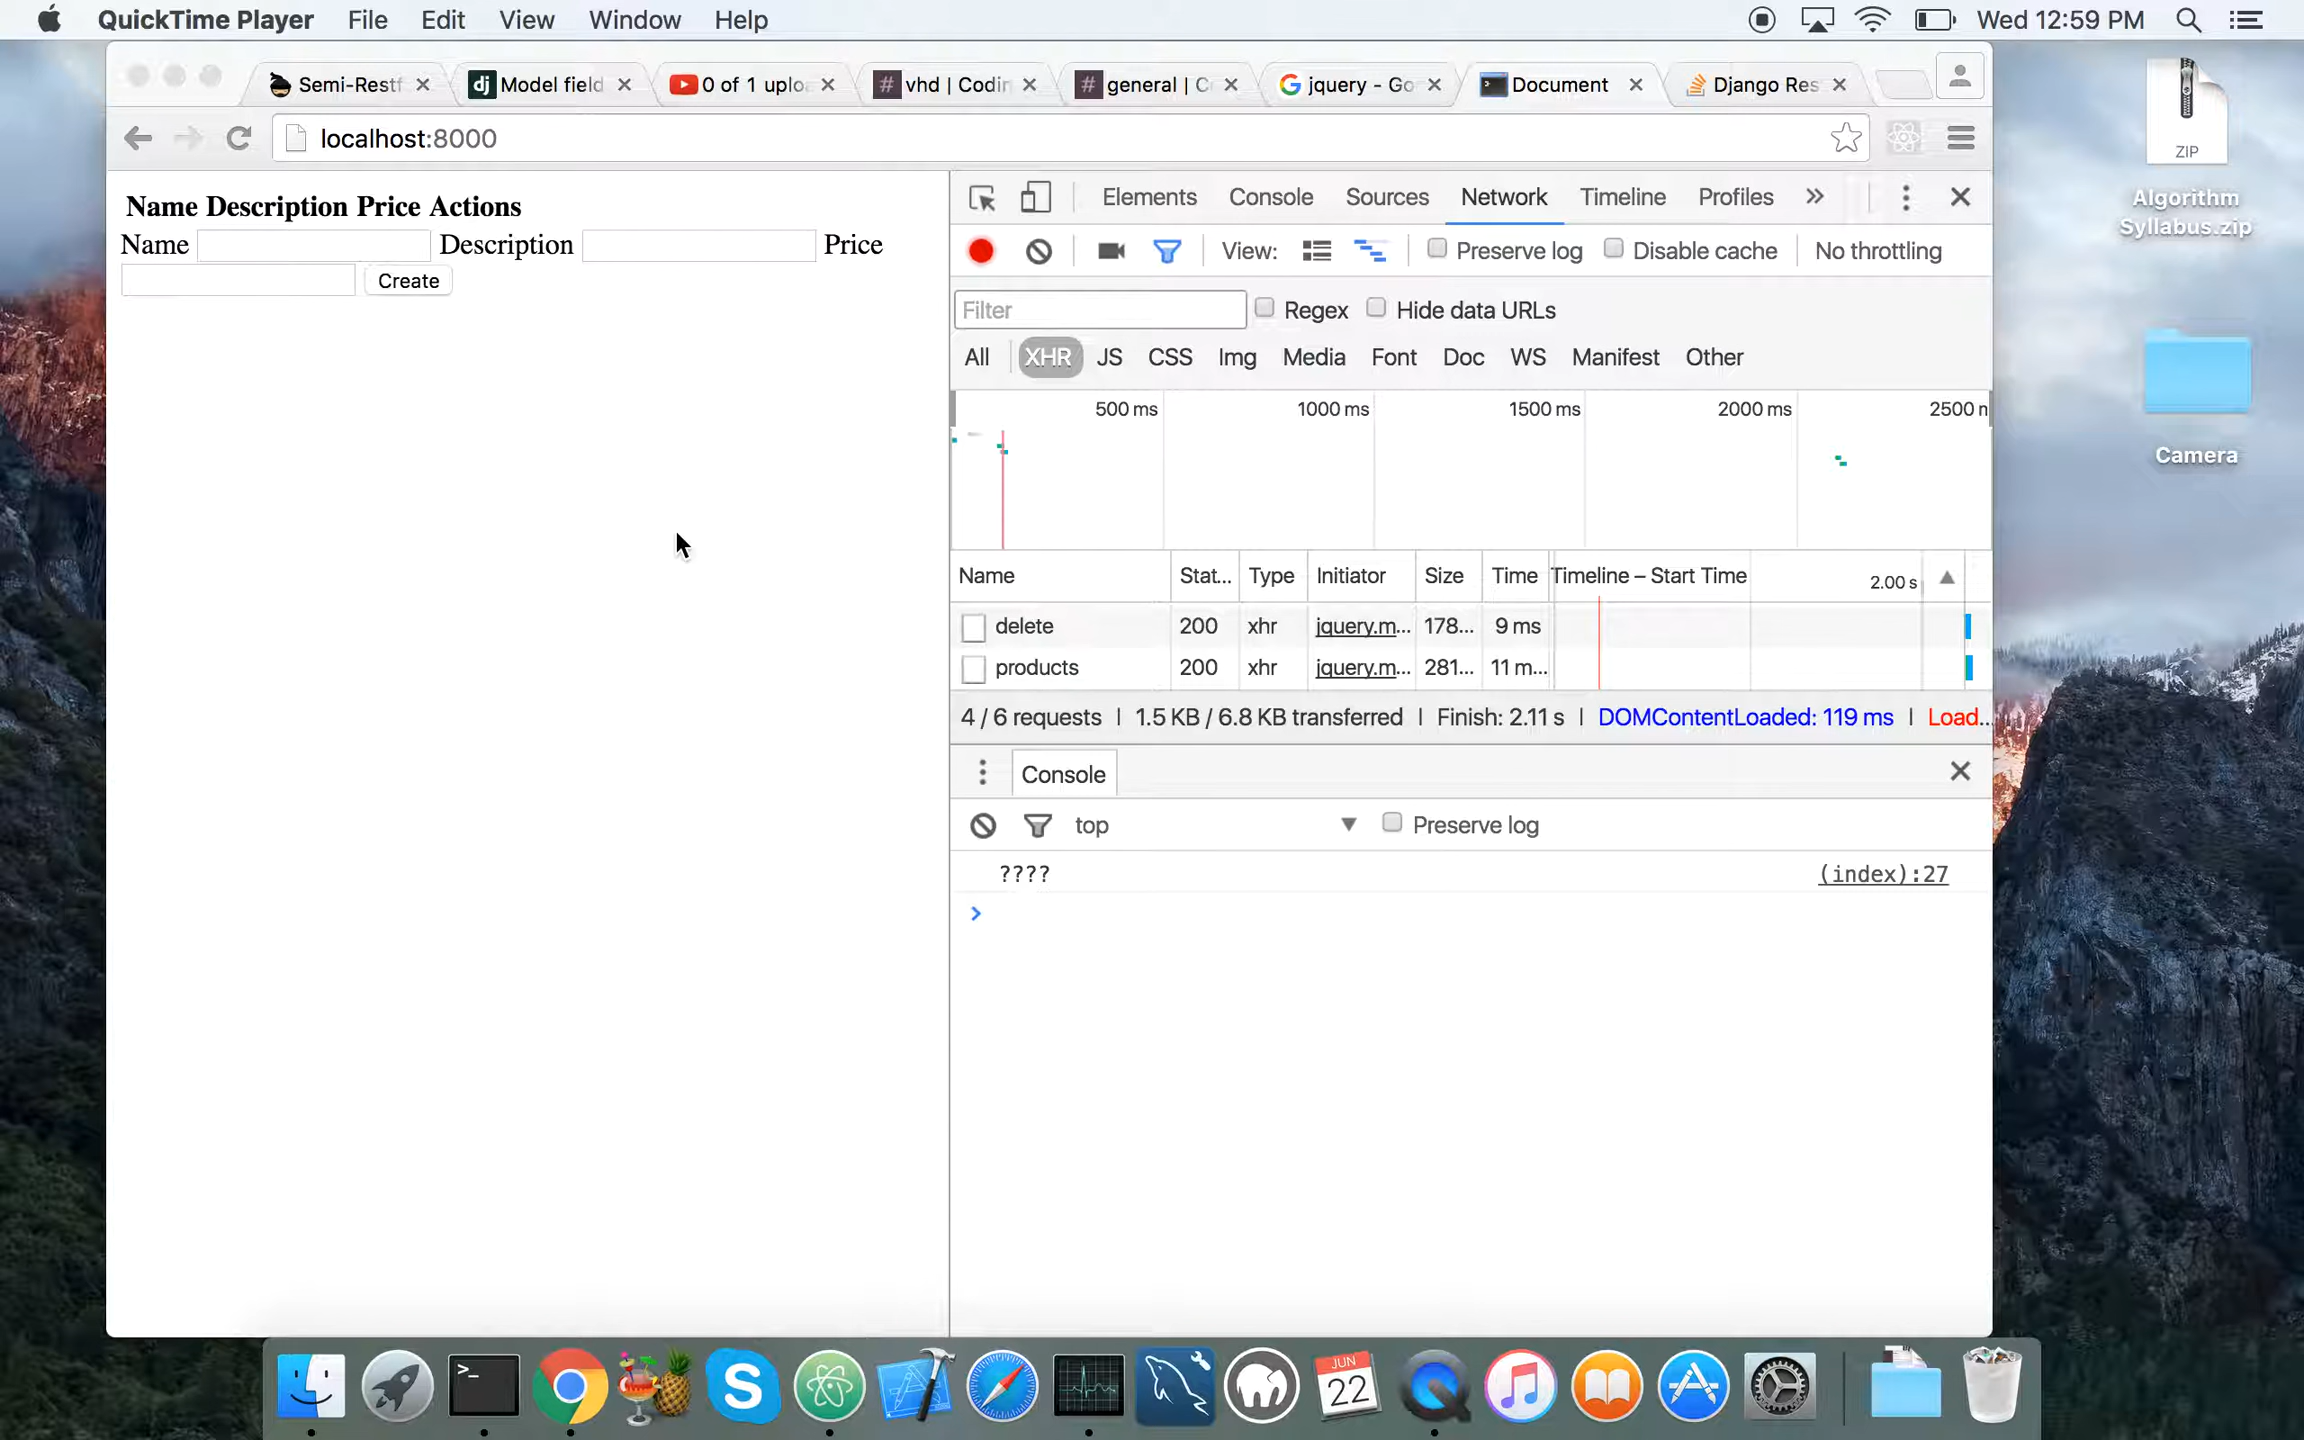 QuickTime Player File Edit View Window Help Wed 12:59 PM
Semi-Restf Model field 0 of 1 uplo vhd | Codin general | C jquery - Go Document Django Res
localhost:8000
Name Description Price Actions
Name Description Price
Create
Elements Console Sources Network Timeline Profiles
View: Preserve log Disable cache No throttling
Filter Regex Hide data URLs
All XHR JS CSS Img Media Font Doc WS Manifest Other
500 ms 1000 ms 1500 ms 2000 ms 2500 n
Name Stat... Type Initiator Size Time Timeline – Start Time 2.00 s
delete 200 xhr jquery.m... 178... 9 ms
products 200 xhr jquery.m... 281... 11 m...
4 / 6 requests | 1.5 KB / 6.8 KB transferred | Finish: 2.11 s | DOMContentLoaded: 119 ms | Load...
Console
top Preserve log
???? (index):27
ZIP
Algorithm
Syllabus.zip
Camera
JUN
22